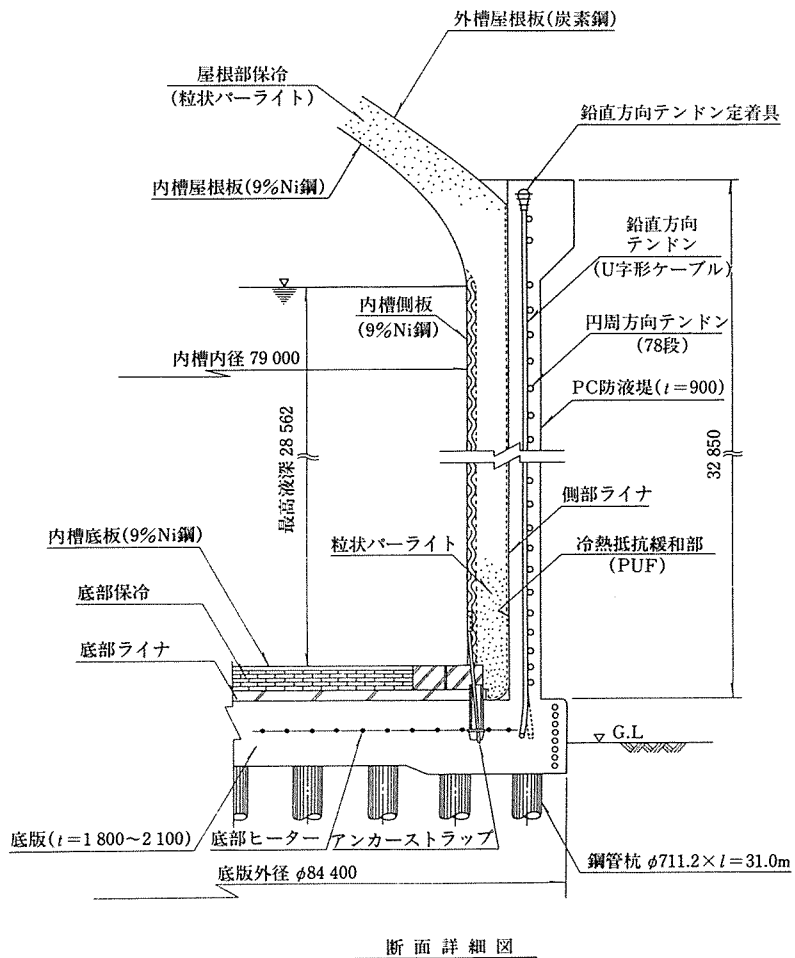 外槽屋根板(炭素鋼)
屋根部保冷
(粒状パーライト)
鉛直方向テンドン定着具
内槽屋根板(9%Ni鋼)
鉛直方向
テンドン
(U字形ケーブル)
内槽側板
(9%Ni鋼)
円周方向テンドン
(78段)
内槽内径 79 000
PC防液堤(t=900)
最高液深 28 562
32 850
側部ライナ
内槽底板(9%Ni鋼)
粒状パーライト
冷熱抵抗緩和部
(PUF)
底部保冷
底部ライナ
G.L
底版(t=1 800~2 100)
底部ヒーター
アンカーストラップ
鋼管杭 φ711.2×l=31.0m
底版外径 φ84 400
断面詳細図